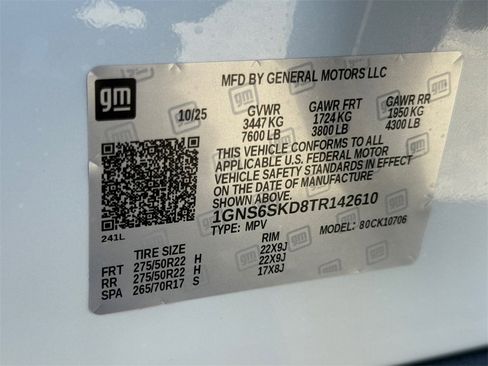 MFD BY GENERAL MOTORS LLC
gm
10/25 GVWR GAWR FRT GAWR RR
3447 KG 1724 KG 1950 KG
7600 LB 3800 LB 4300 LB
THIS VEHICLE CONFORMS TO ALL
APPLICABLE U.S. FEDERAL MOTOR
VEHICLE SAFETY STANDARDS IN EFFECT
ON THE DATE OF MANUFACTURE
SHOWN ABOVE.
1GNS6SKD8TR142610
TYPE: MPV MODEL: 80CK10706
241L
TIRE SIZE RIM
FRT 275/50R22 H 22X9J
RR 275/50R22 H 22X9J
SPA 265/70R17 S 17X8J